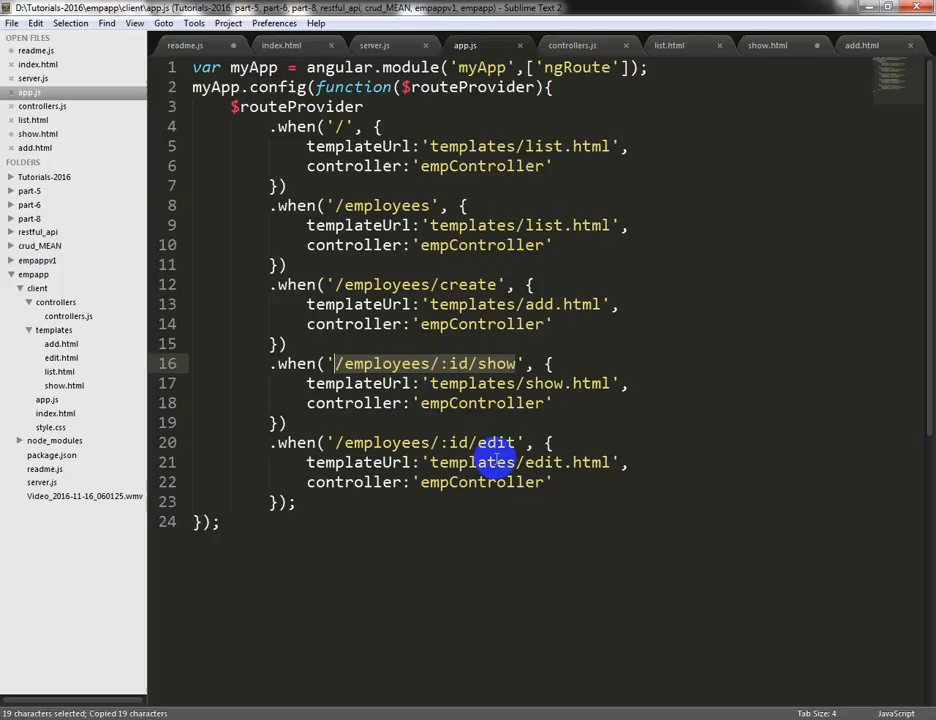 D:\Tutorials-2016\empapp\client\app.js (Tutorials-2016, part-5, part-6, part-8, restful_api, crud_MEAN, empappv1, empapp) - Sublime Text 2
File Edit Selection Find View Goto Tools Project Preferences Help
OPEN FILES
readme.js
index.html
server.js
app.js
controllers.js
list.html
show.html
add.html
FOLDERS
Tutorials-2016
part-5
part-6
part-8
restful_api
crud_MEAN
empappv1
empapp
client
controllers
controllers.js
templates
add.html
edit.html
list.html
show.html
app.js
index.html
style.css
node_modules
package.json
readme.js
server.js
Video_2016-11-16_060125.wmv
readme.js index.html server.js app.js controllers.js list.html show.html add.html
1 var myApp = angular.module('myApp',['ngRoute']);
2 myApp.config(function($routeProvider){
3 $routeProvider
4 .when('/', {
5 templateUrl:'templates/list.html',
6 controller:'empController'
7 })
8 .when('/employees', {
9 templateUrl:'templates/list.html',
10 controller:'empController'
11 })
12 .when('/employees/create', {
13 templateUrl:'templates/add.html',
14 controller:'empController'
15 })
16 .when('/employees/:id/show', {
17 templateUrl:'templates/show.html',
18 controller:'empController'
19 })
20 .when('/employees/:id/edit', {
21 templateUrl:'templates/edit.html',
22 controller:'empController'
23 });
24 });
19 characters selected; Copied 19 characters
Tab Size: 4 JavaScript